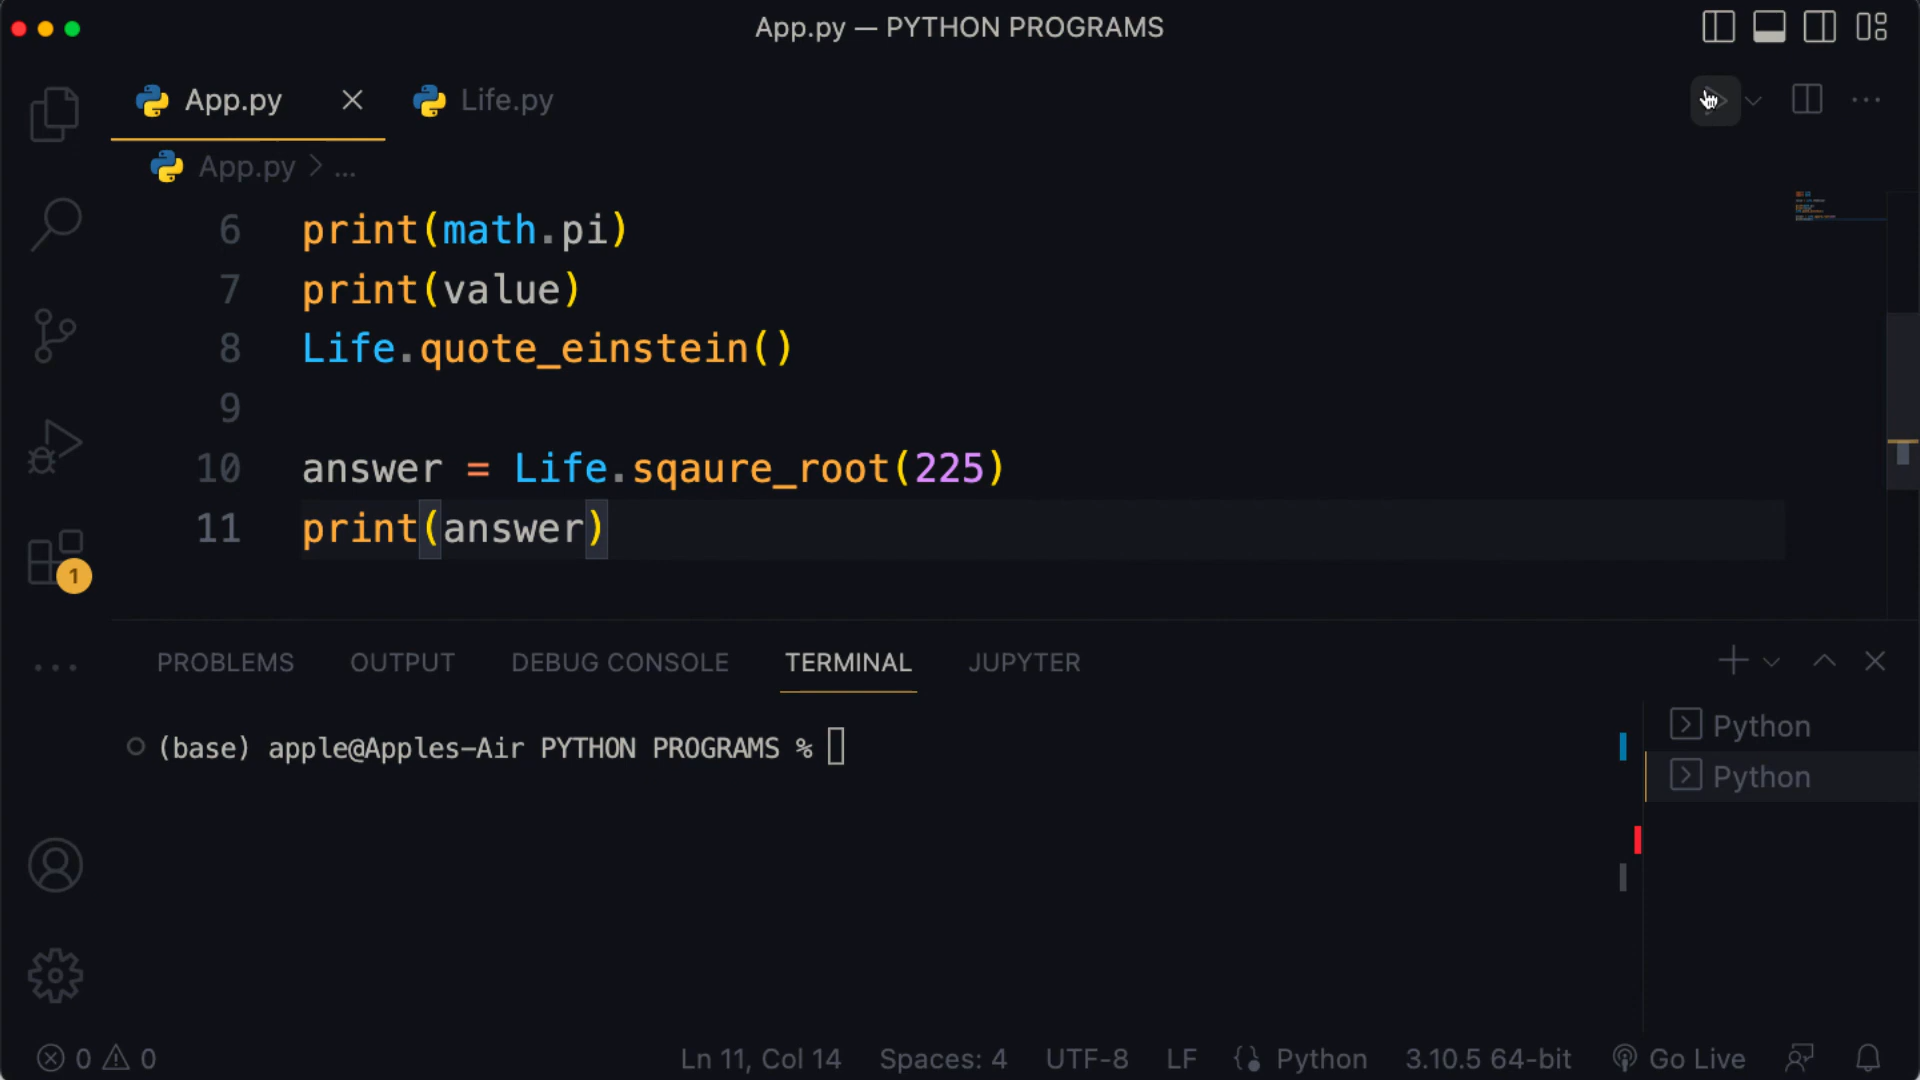 App.py — PYTHON PROGRAMS
App.py Life.py
App.py > ...
6 print(math.pi)
7 print(value)
8 Life.quote_einstein()
9
10 answer = Life.sqaure_root(225)
11 print(answer)
1
PROBLEMS OUTPUT DEBUG CONSOLE TERMINAL JUPYTER
(base) apple@Apples-Air PYTHON PROGRAMS %
Python
Python
0 0 Ln 11, Col 14 Spaces: 4 UTF-8 LF Python 3.10.5 64-bit Go Live